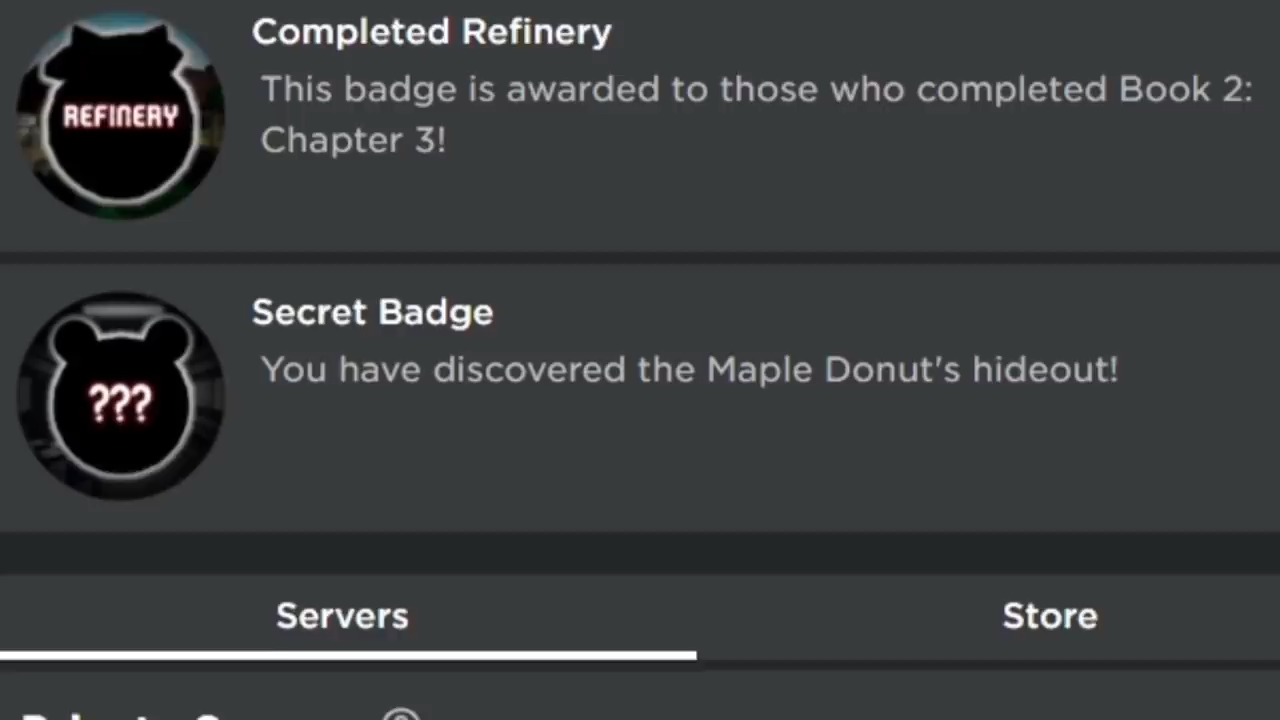 Completed Refinery
REFINERY
This badge is awarded to those who completed Book 2:
Chapter 3!
Secret Badge
???
You have discovered the Maple Donut's hideout!
Servers
Store